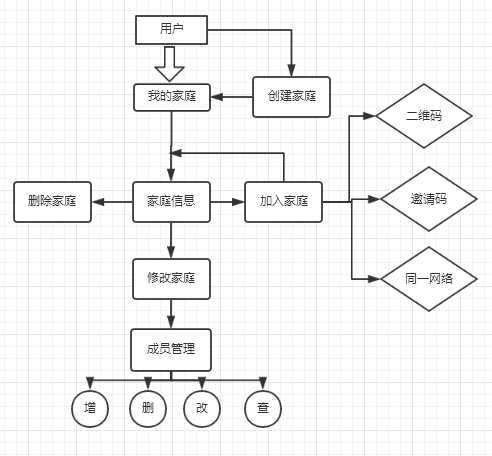 用户
我的家庭
创建家庭
二维码
删除家庭
家庭信息
加入家庭
邀请码
修改家庭
同一网络
成员管理
增
删
改
查